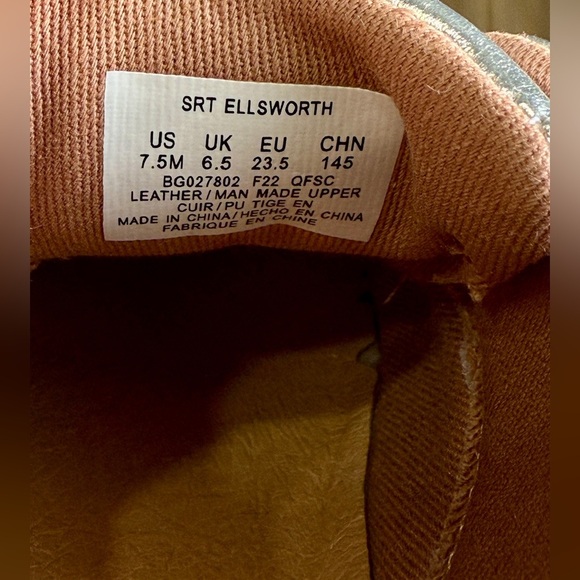 SRT ELLSWORTH
US UK EU CHN
7.5M 6.5 23.5 145
BG027802 F22 QFSC
LEATHER/MAN MADE UPPER
CUIR/PU TIGE EN
MADE IN CHINA/HECHO EN CHINA
FABRIQUE EN CHINE